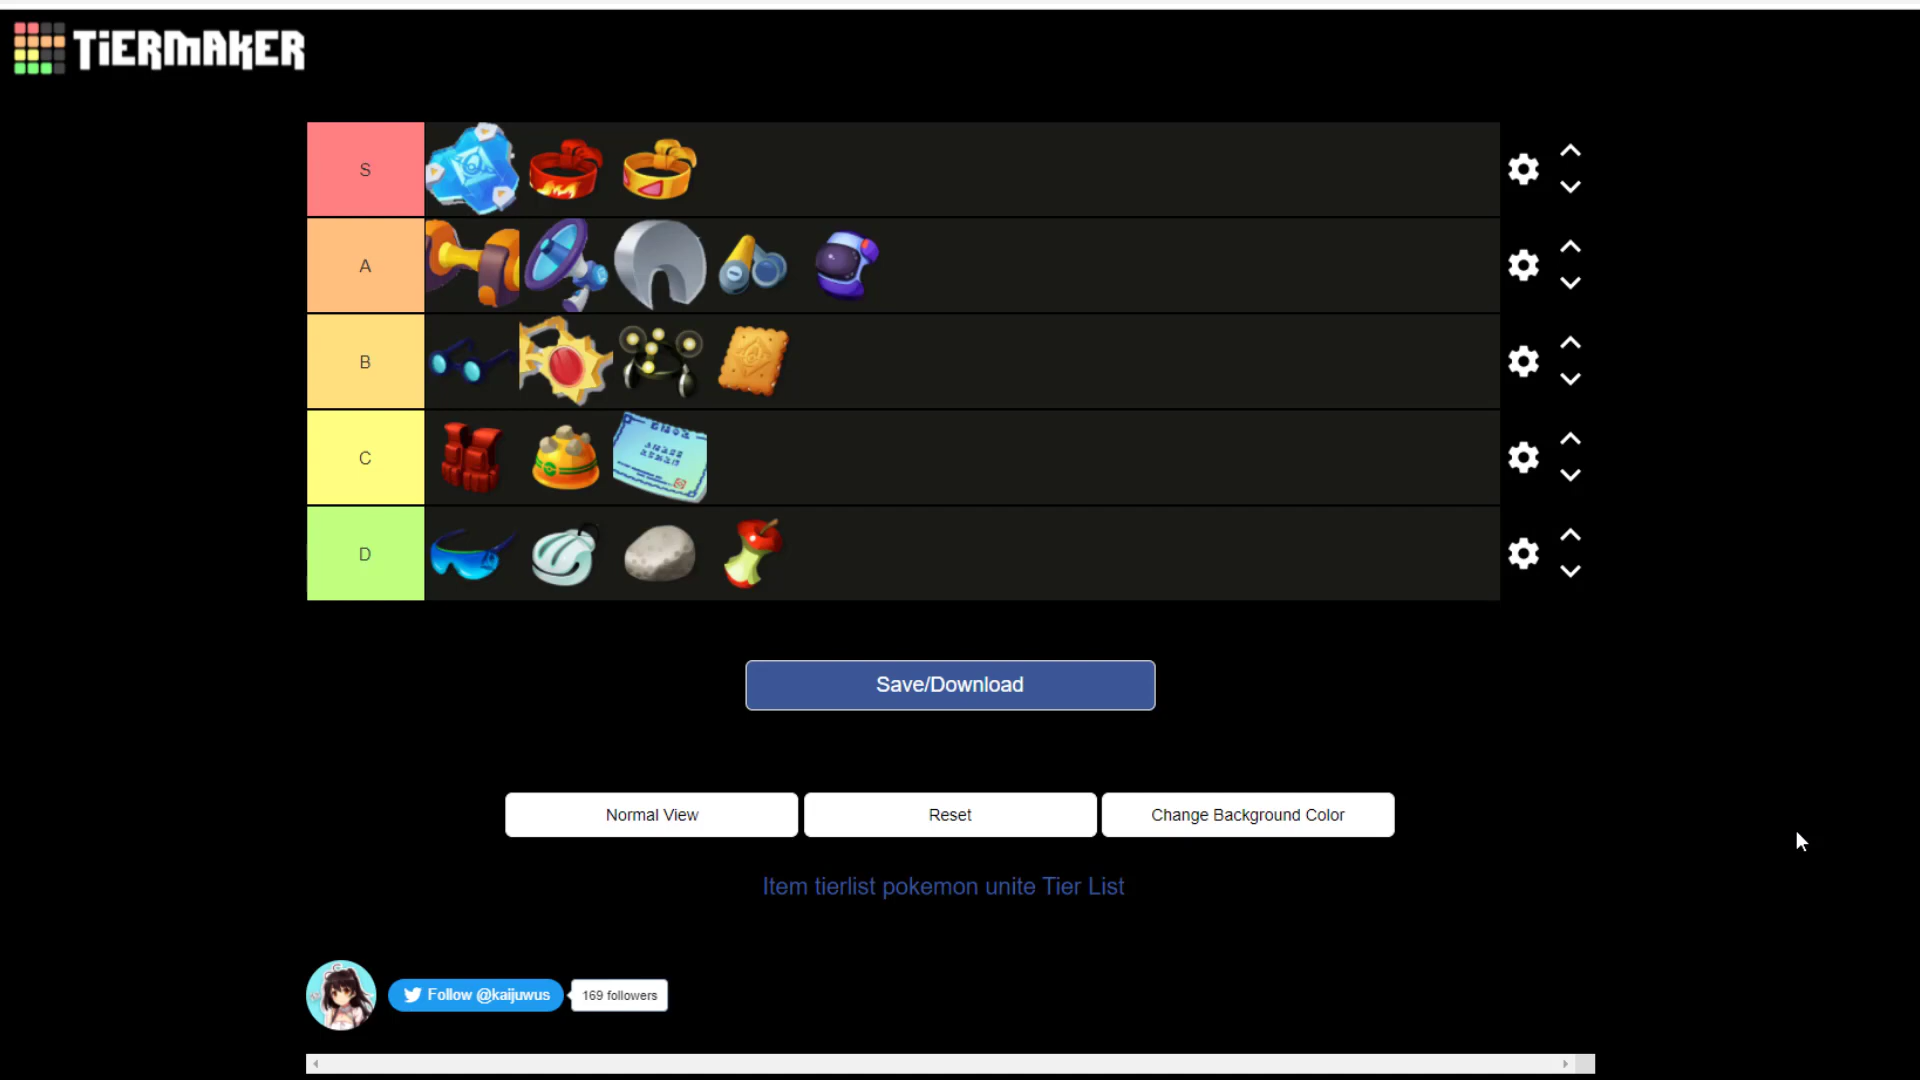 TiERMAKER
S
A
B
C
D
Save/Download
Normal View
Reset
Change Background Color
Item tierlist pokemon unite Tier List
Follow @kaijuwus
169 followers